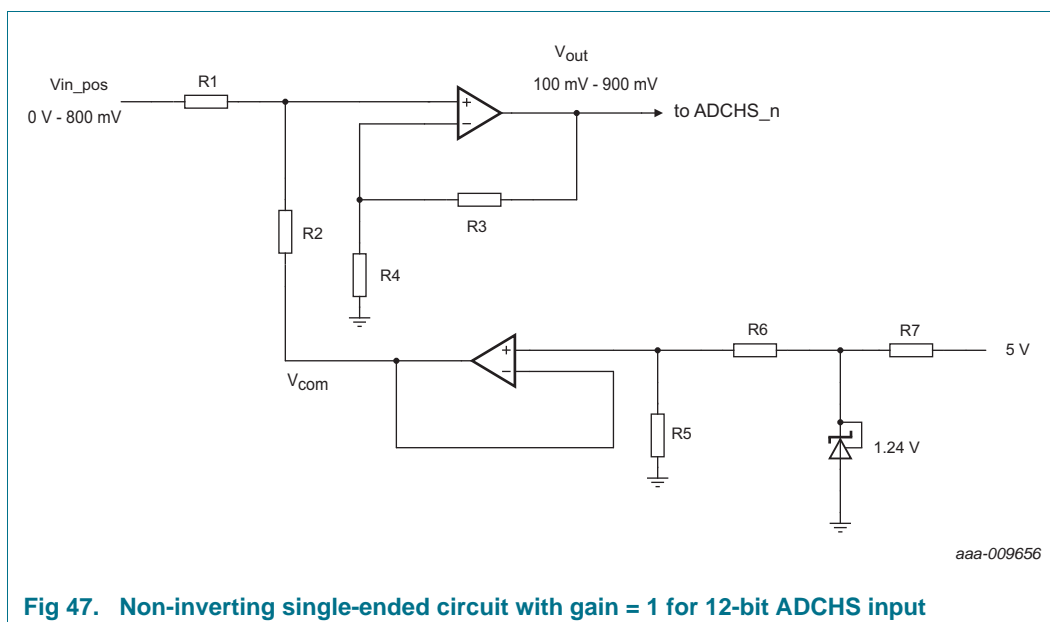 Vin_pos
0 V - 800 mV
R1
Vout
100 mV - 900 mV
+
−
to ADCHS_n
R3
R2
R4
R6
R7
5 V
+
−
Vcom
R5
1.24 V
aaa-009656
Fig 47. Non-inverting single-ended circuit with gain = 1 for 12-bit ADCHS input